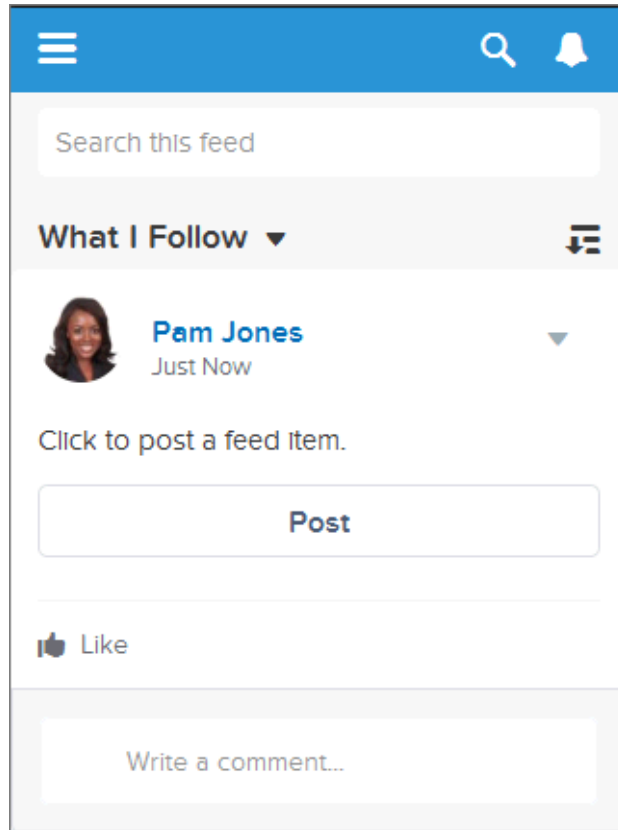 Search this feed
What I Follow
Pam Jones
Just Now
Click to post a feed item.
Post
Like
Write a comment...